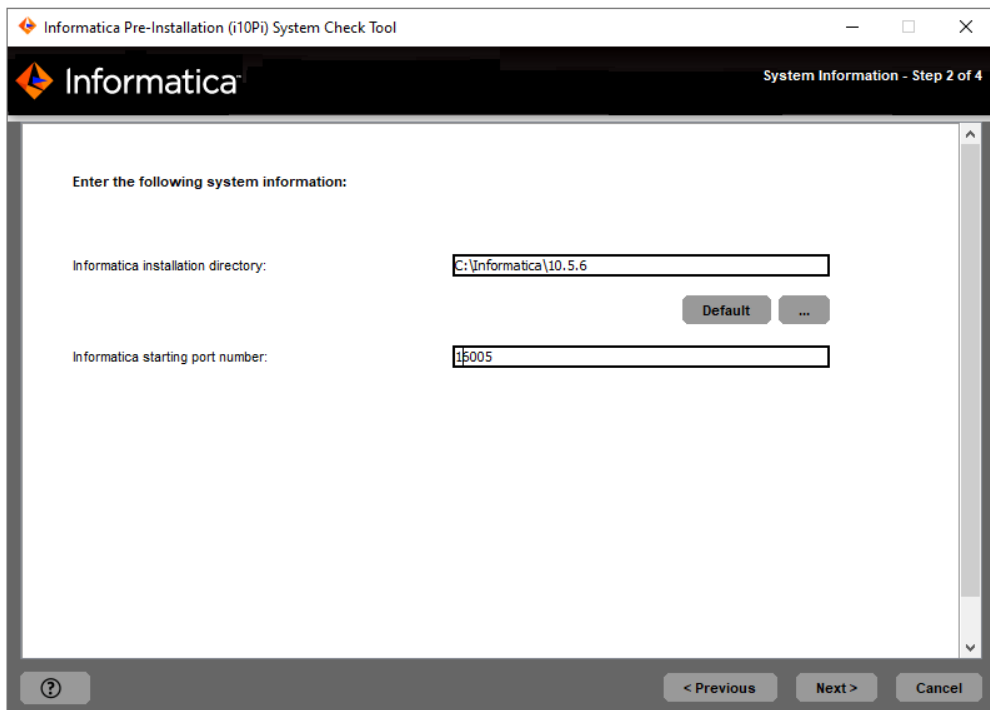 Informatica Pre-Installation (i10Pi) System Check Tool
Informatica
System Information - Step 2 of 4
Enter the following system information:
Informatica installation directory:
C:\Informatica\10.5.6
Default
...
Informatica starting port number:
16005
< Previous
Next >
Cancel